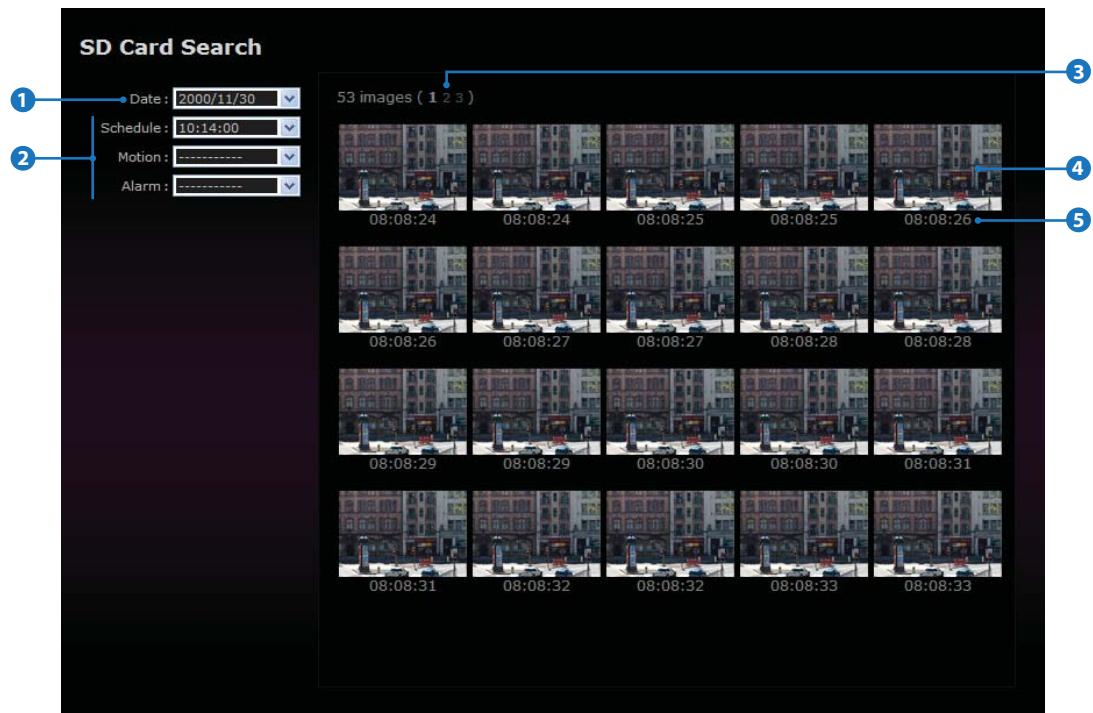 SD Card Search
1
Date : 2000/11/30
2
Schedule : 10:14:00
Motion : -----------
Alarm : -----------
3
53 images ( 1 2 3 )
4
08:08:24 08:08:24 08:08:25 08:08:25 08:08:26
5
08:08:26 08:08:27 08:08:27 08:08:28 08:08:28
08:08:29 08:08:29 08:08:30 08:08:30 08:08:31
08:08:31 08:08:32 08:08:32 08:08:33 08:08:33